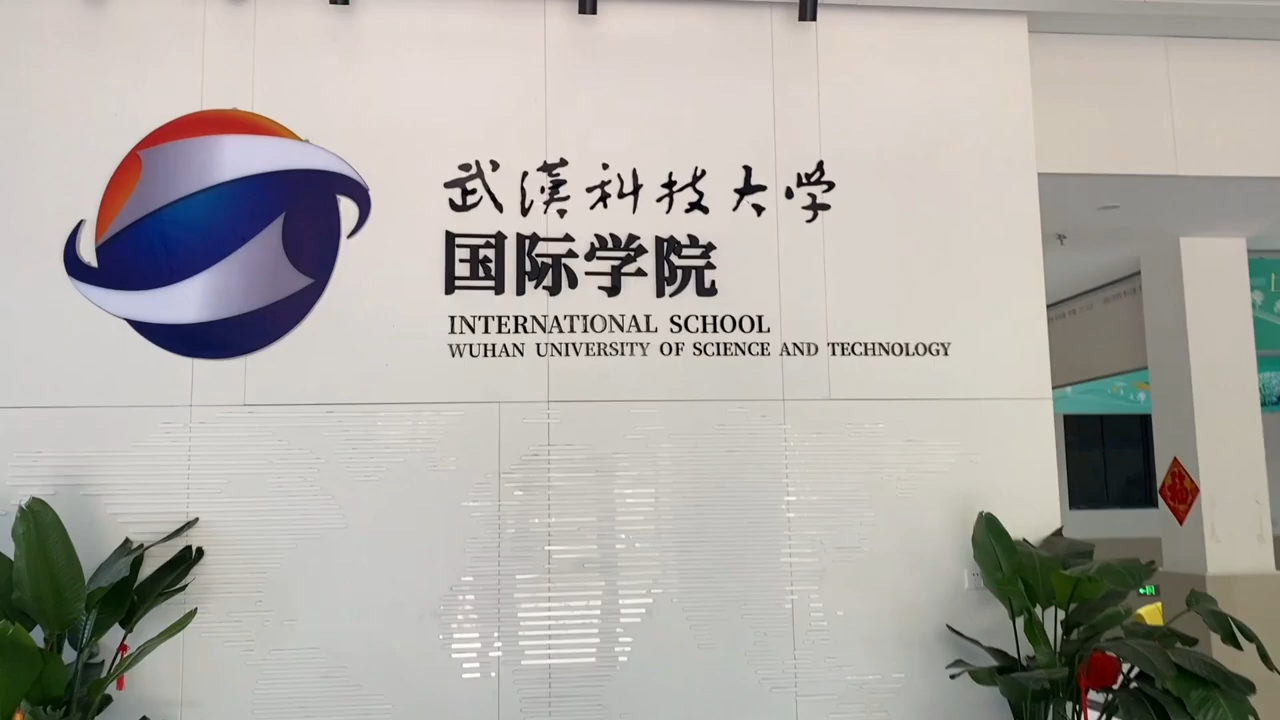 武漢科技大学
国际学院
INTERNATIONAL SCHOOL
WUHAN UNIVERSITY OF SCIENCE AND TECHNOLOGY